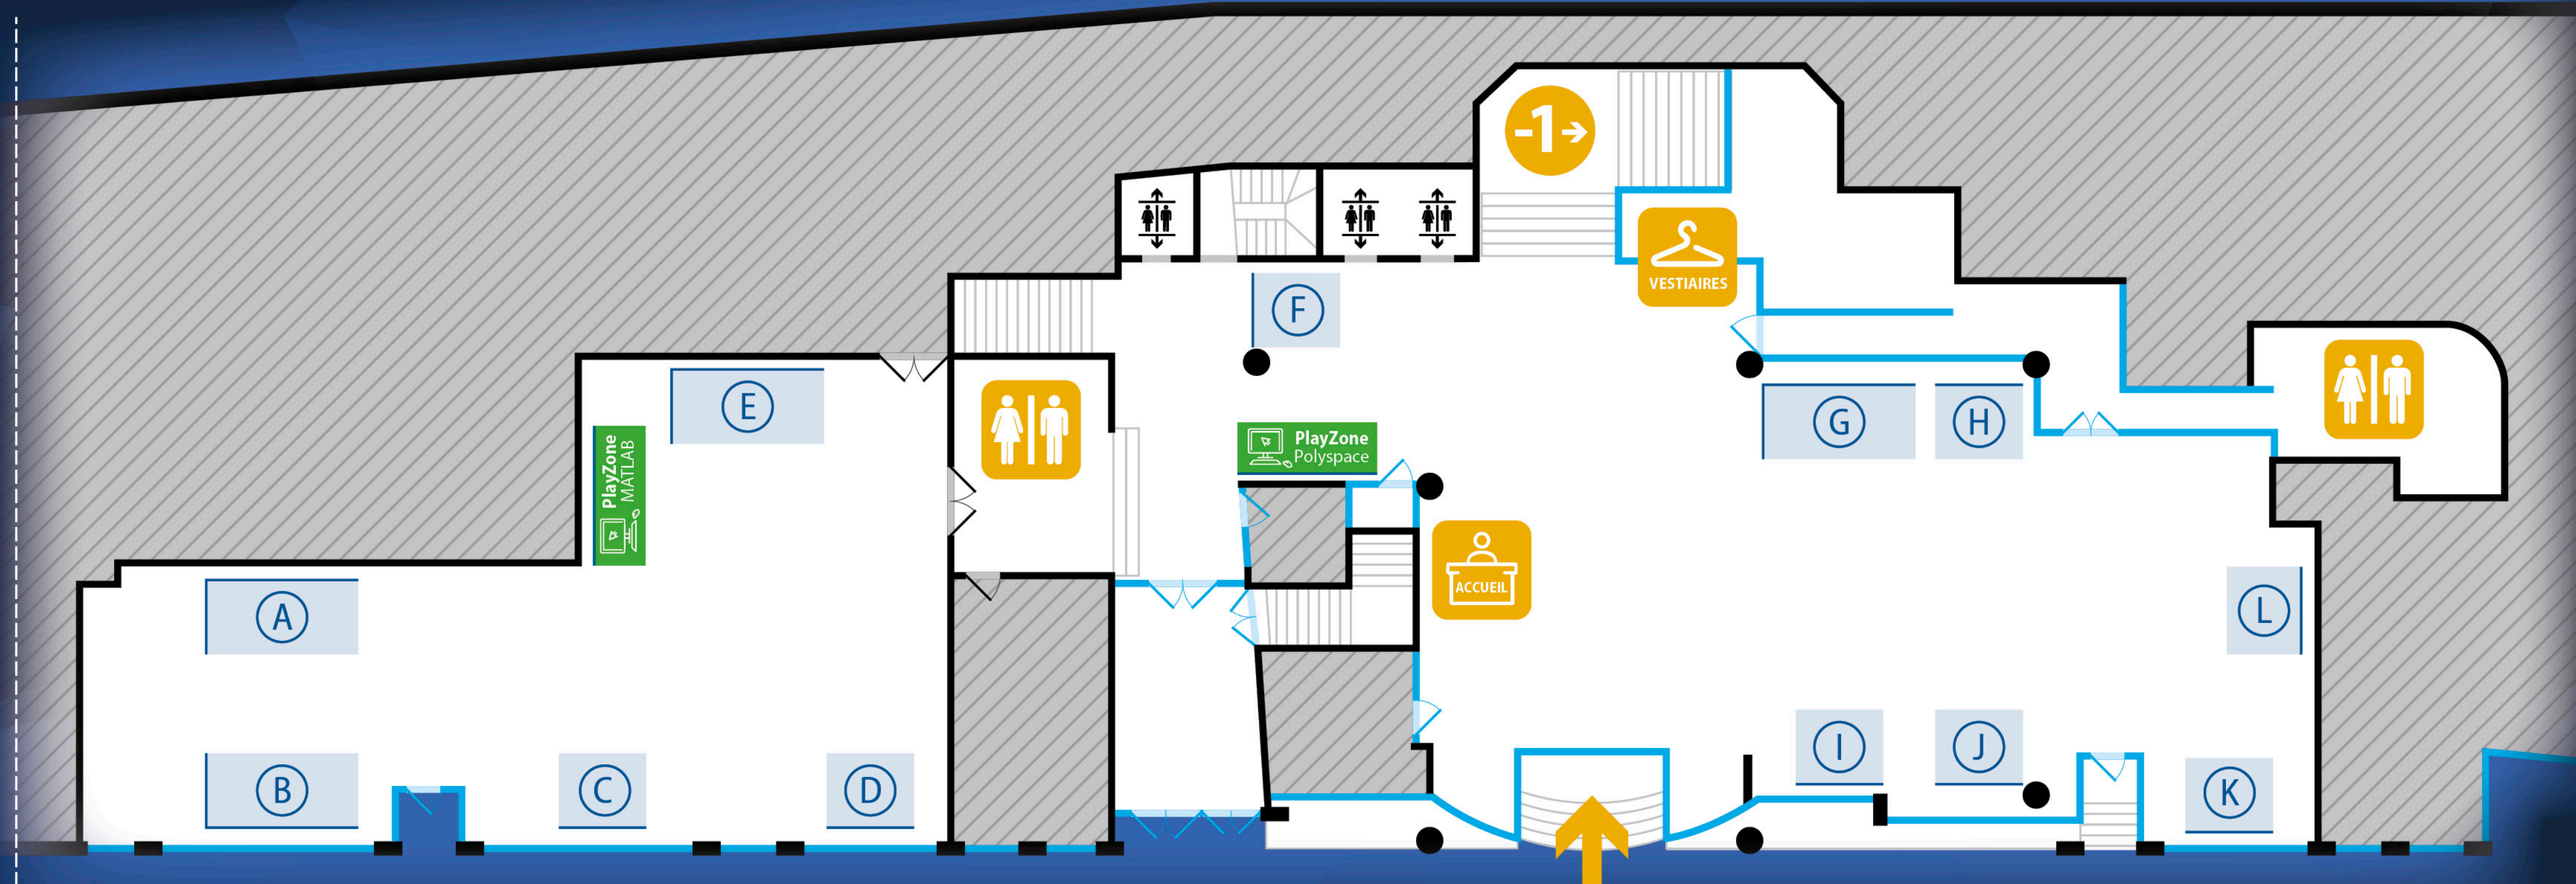 -1
VESTIAIRES
F
E
PlayZone
MATLAB
PlayZone
Polyspace
G
H
ACCUEIL
A
L
I
J
B
C
D
K